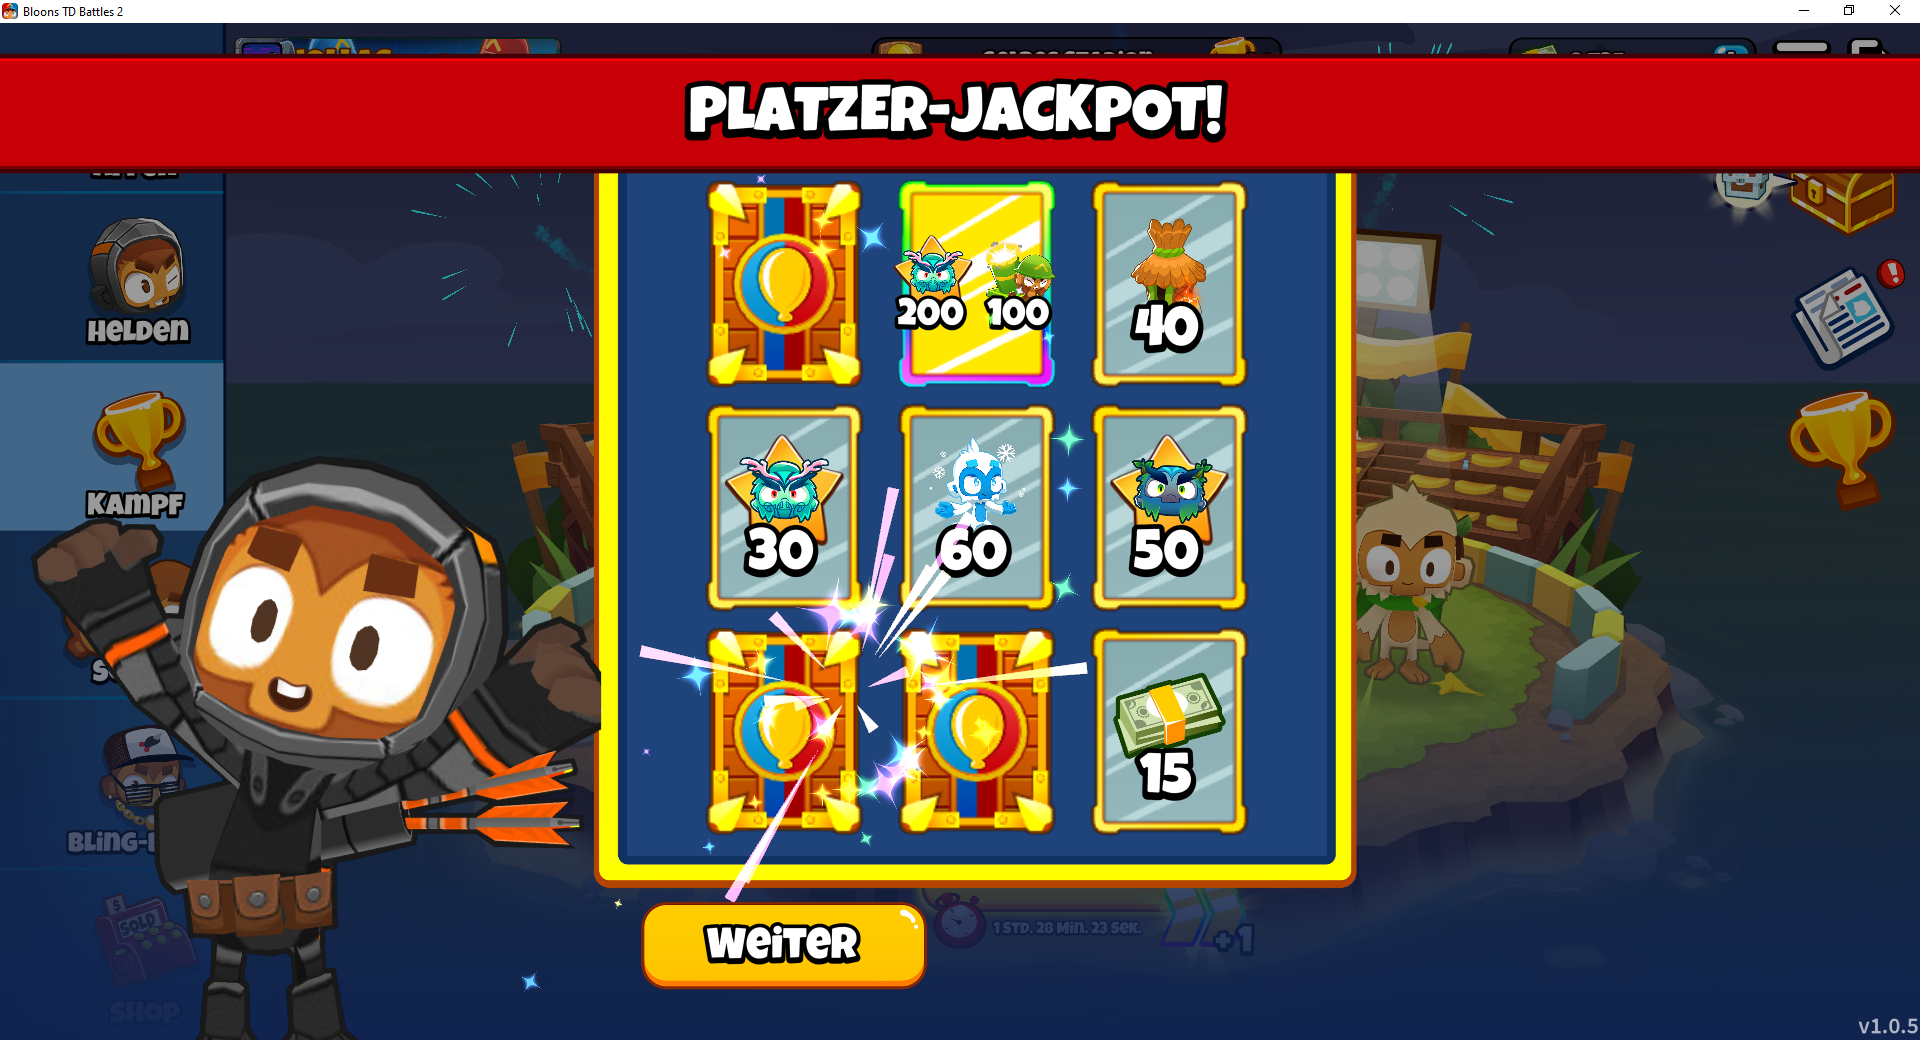 Bloons TD Battles 2
PLATZER-JACKPOT!
200 100
40
HELDEN
30
60
50
KAMPF
15
BLING-
WEITER
1 STD. 28 MIN. 23 SEK.
+1
SOLD
SHOP
v1.0.5